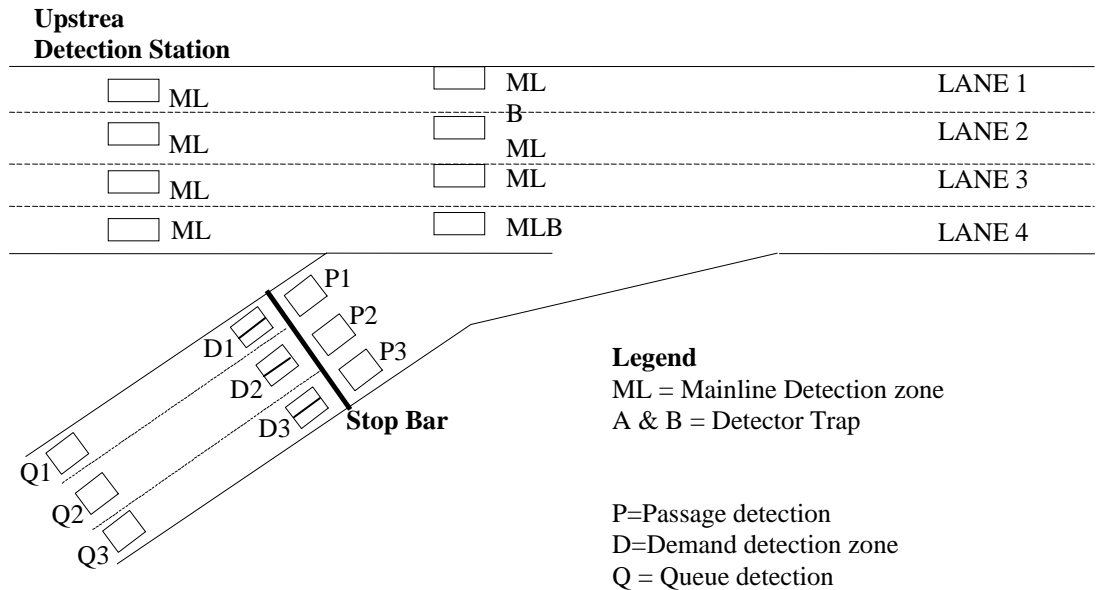 Upstrea
Detection Station
ML
ML
LANE 1
B
ML
ML
LANE 2
ML
ML
LANE 3
ML
MLB
LANE 4
P1
P2
P3
D1
D2
D3
Stop Bar
Q1
Q2
Q3
Legend
ML = Mainline Detection zone
A & B = Detector Trap
P=Passage detection
D=Demand detection zone
Q = Queue detection